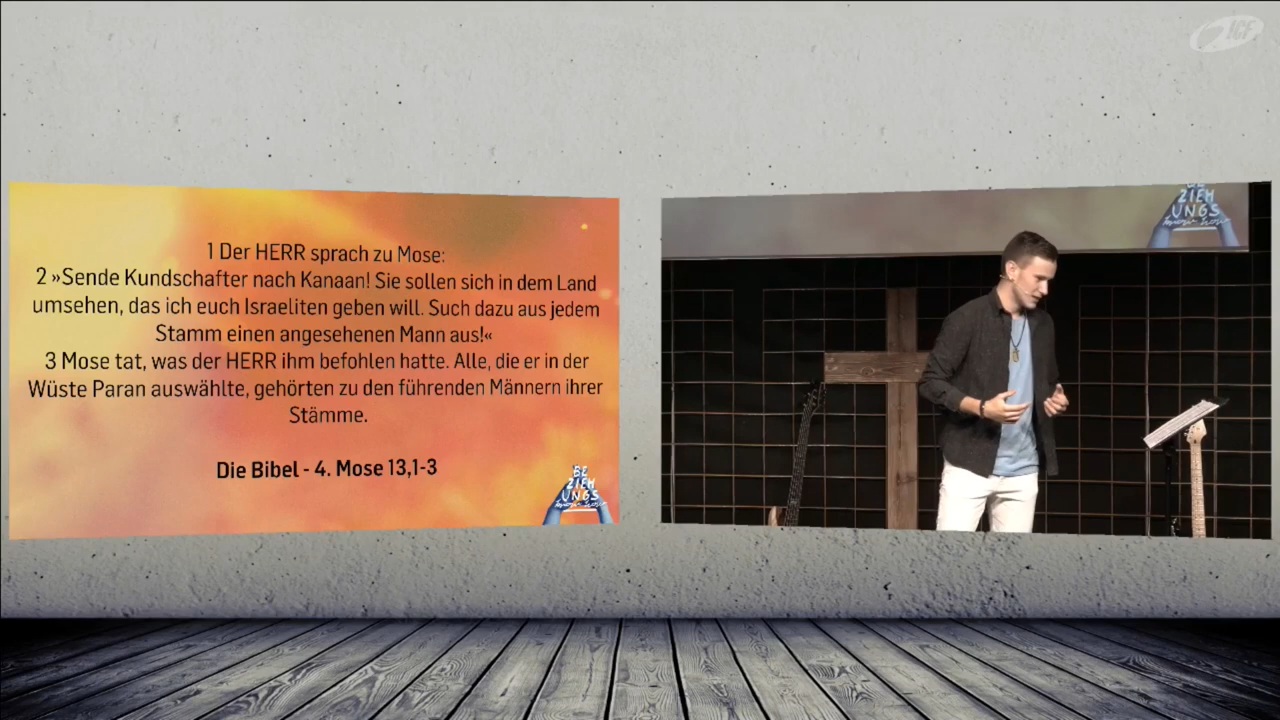 ICF
1 Der HERR sprach zu Mose:
2 »Sende Kundschafter nach Kanaan! Sie sollen sich in dem Land
umsehen, das ich euch Israeliten geben will. Such dazu aus jedem
Stamm einen angesehenen Mann aus!«
3 Mose tat, was der HERR ihm befohlen hatte. Alle, die er in der
Wüste Paran auswählte, gehörten zu den führenden Männern ihrer
Stämme.
Die Bibel - 4. Mose 13,1-3
BE
ZIEH
UNGS
BE
ZIEH
UNGS